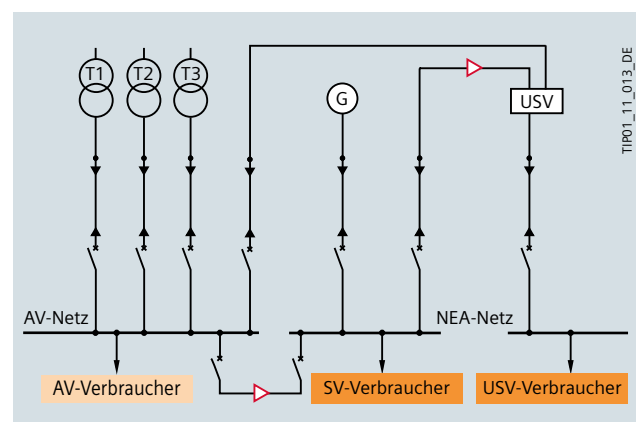 T1
T2
T3
G
USV
TIP01_11_013_DE
AV-Netz
NEA-Netz
AV-Verbraucher
SV-Verbraucher
USV-Verbraucher